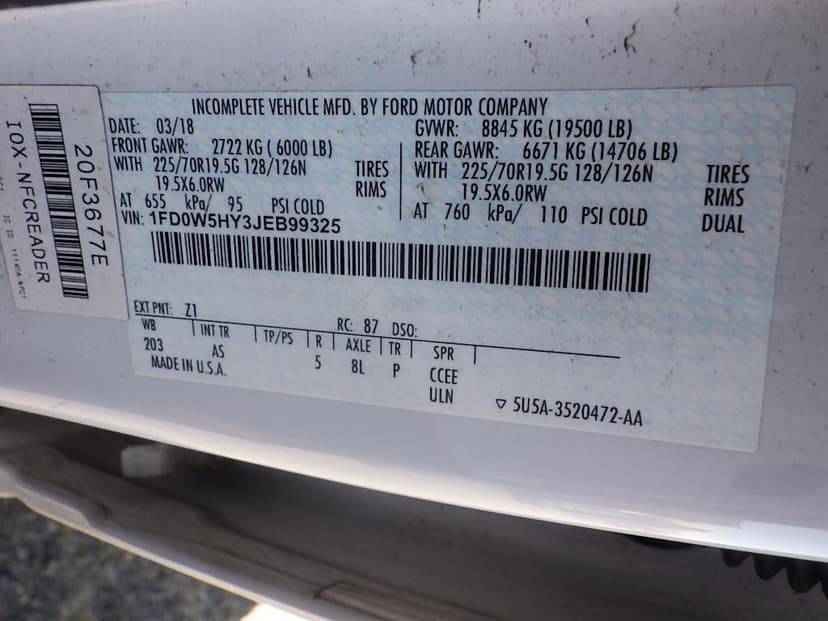 INCOMPLETE VEHICLE MFD. BY FORD MOTOR COMPANY
DATE: 03/18 GVWR: 8845 KG (19500 LB)
FRONT GAWR: 2722 KG ( 6000 LB) REAR GAWR: 6671 KG (14706 LB)
WITH 225/70R19.5G 128/126N TIRES WITH 225/70R19.5G 128/126N TIRES
19.5X6.0RW RIMS 19.5X6.0RW RIMS
AT 655 kPa/ 95 PSI COLD AT 760 kPa/ 110 PSI COLD DUAL
VIN: 1FD0W5HY3JEB99325
EXT PNT: Z1 RC: 87 DSO:
WB INT TR TP/PS R AXLE TR SPR
203 AS 5 8L P CCEE
MADE IN U.S.A. ULN
▽ 5U5A-3520472-AA
20F3677E
IOX-NFCREADER